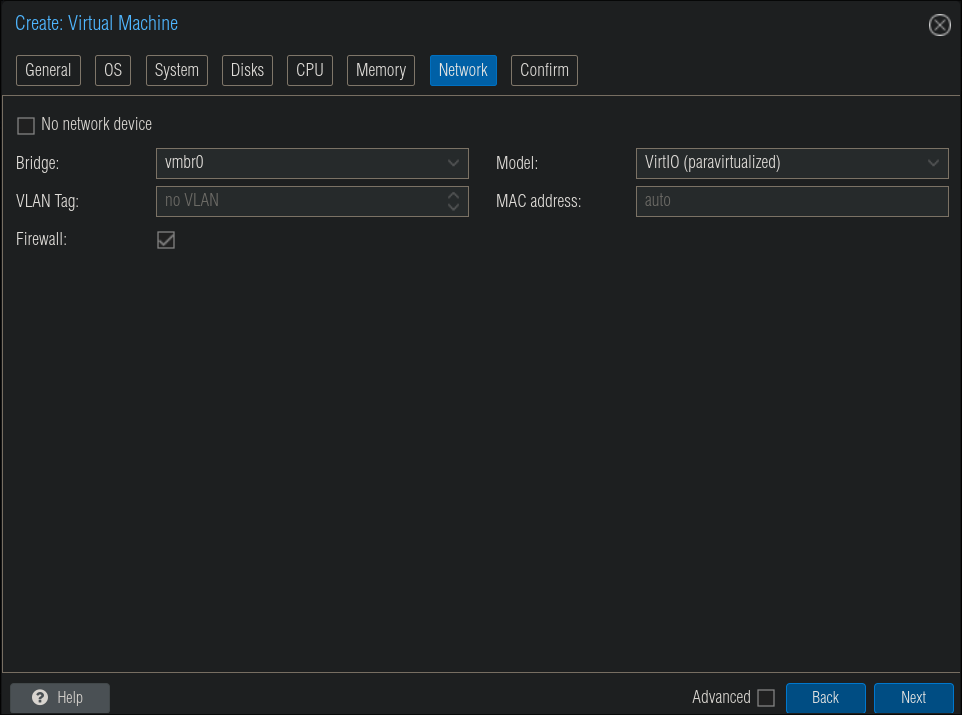 Create: Virtual Machine
General OS System Disks CPU Memory Network Confirm
No network device
Bridge: vmbr0 Model: VirtIO (paravirtualized)
VLAN Tag: no VLAN MAC address: auto
Firewall:
? Help Advanced Back Next